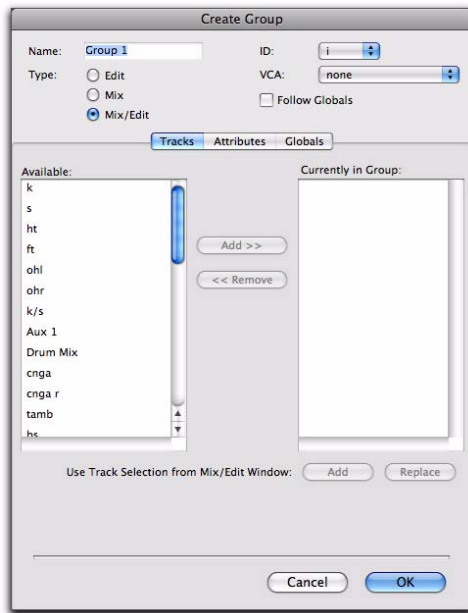 Create Group
Name: Group 1 ID: i
Type: Edit VCA: none
Mix Follow Globals
Mix/Edit
Tracks Attributes Globals
Available: Currently in Group:
k
s
ht
ft
ohl
ohr
k/s
Aux 1
Drum Mix
cnga
cnga r
tamb
Add >>
<< Remove
Use Track Selection from Mix/Edit Window: Add Replace
Cancel OK